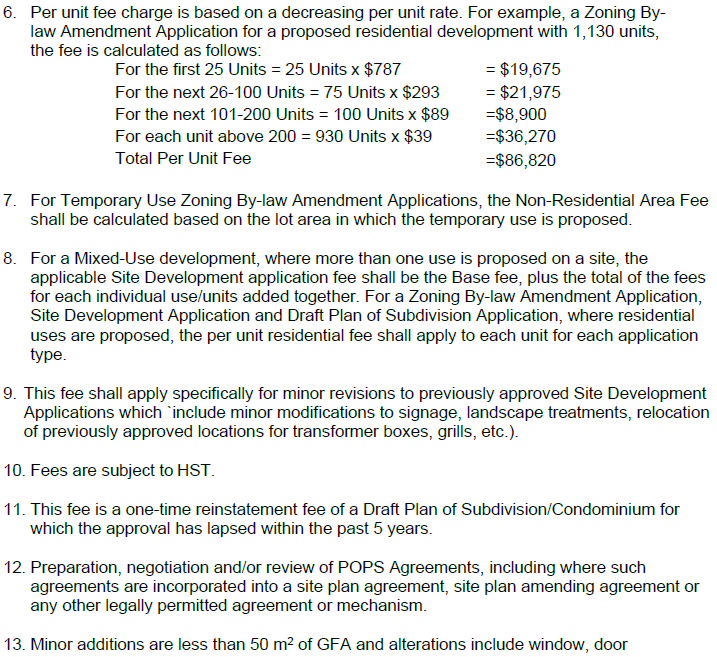 6. Per unit fee charge is based on a decreasing per unit rate. For example, a Zoning By-
law Amendment Application for a proposed residential development with 1,130 units,
the fee is calculated as follows:
For the first 25 Units = 25 Units x $787 = $19,675
For the next 26-100 Units = 75 Units x $293 = $21,975
For the next 101-200 Units = 100 Units x $89 =$8,900
For each unit above 200 = 930 Units x $39 =$36,270
Total Per Unit Fee =$86,820
7. For Temporary Use Zoning By-law Amendment Applications, the Non-Residential Area Fee
shall be calculated based on the lot area in which the temporary use is proposed.
8. For a Mixed-Use development, where more than one use is proposed on a site, the
applicable Site Development application fee shall be the Base fee, plus the total of the fees
for each individual use/units added together. For a Zoning By-law Amendment Application,
Site Development Application and Draft Plan of Subdivision Application, where residential
uses are proposed, the per unit residential fee shall apply to each unit for each application
type.
9. This fee shall apply specifically for minor revisions to previously approved Site Development
Applications which `include minor modifications to signage, landscape treatments, relocation
of previously approved locations for transformer boxes, grills, etc.).
10. Fees are subject to HST.
11. This fee is a one-time reinstatement fee of a Draft Plan of Subdivision/Condominium for
which the approval has lapsed within the past 5 years.
12. Preparation, negotiation and/or review of POPS Agreements, including where such
agreements are incorporated into a site plan agreement, site plan amending agreement or
any other legally permitted agreement or mechanism.
13. Minor additions are less than 50 m² of GFA and alterations include window, door